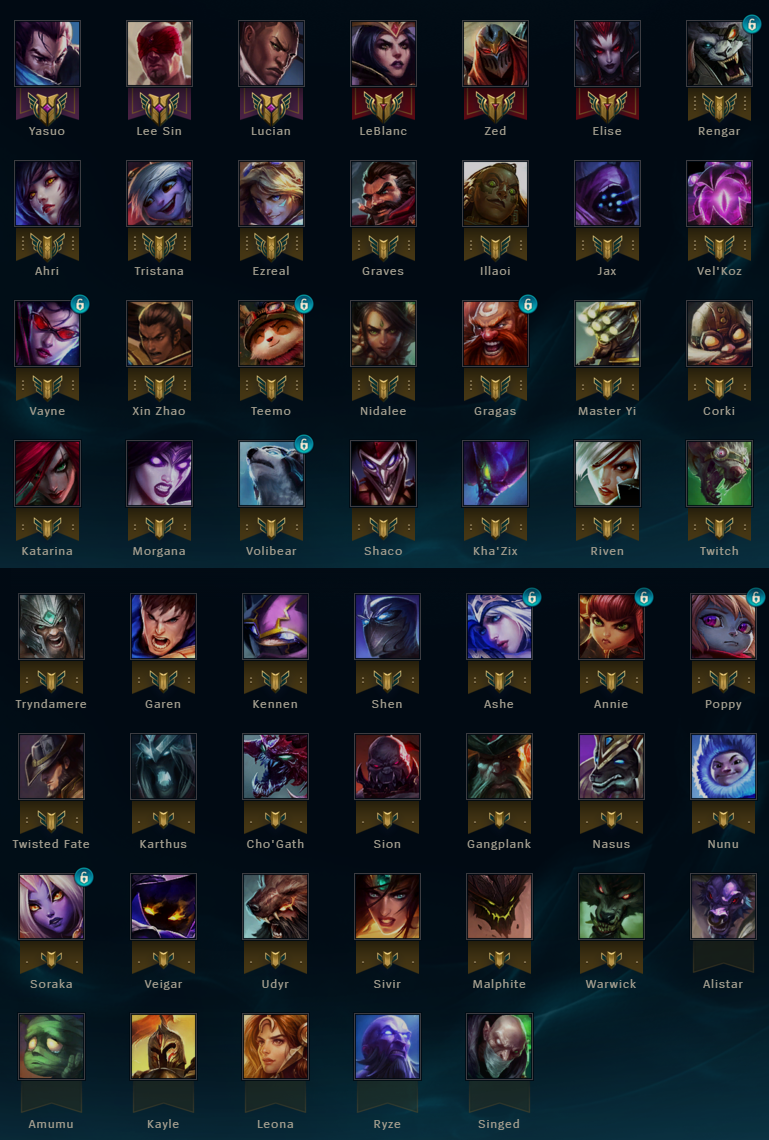 6
Yasuo Lee Sin Lucian LeBlanc Zed Elise Rengar
Ahri Tristana Ezreal Graves Illaoi Jax Vel'Koz
6 6 6
Vayne Xin Zhao Teemo Nidalee Gragas Master Yi Corki
6
Katarina Morgana Volibear Shaco Kha'Zix Riven Twitch
6 6 6
Tryndamere Garen Kennen Shen Ashe Annie Poppy
Twisted Fate Karthus Cho'Gath Sion Gangplank Nasus Nunu
6
Soraka Veigar Udyr Sivir Malphite Warwick Alistar
Amumu Kayle Leona Ryze Singed